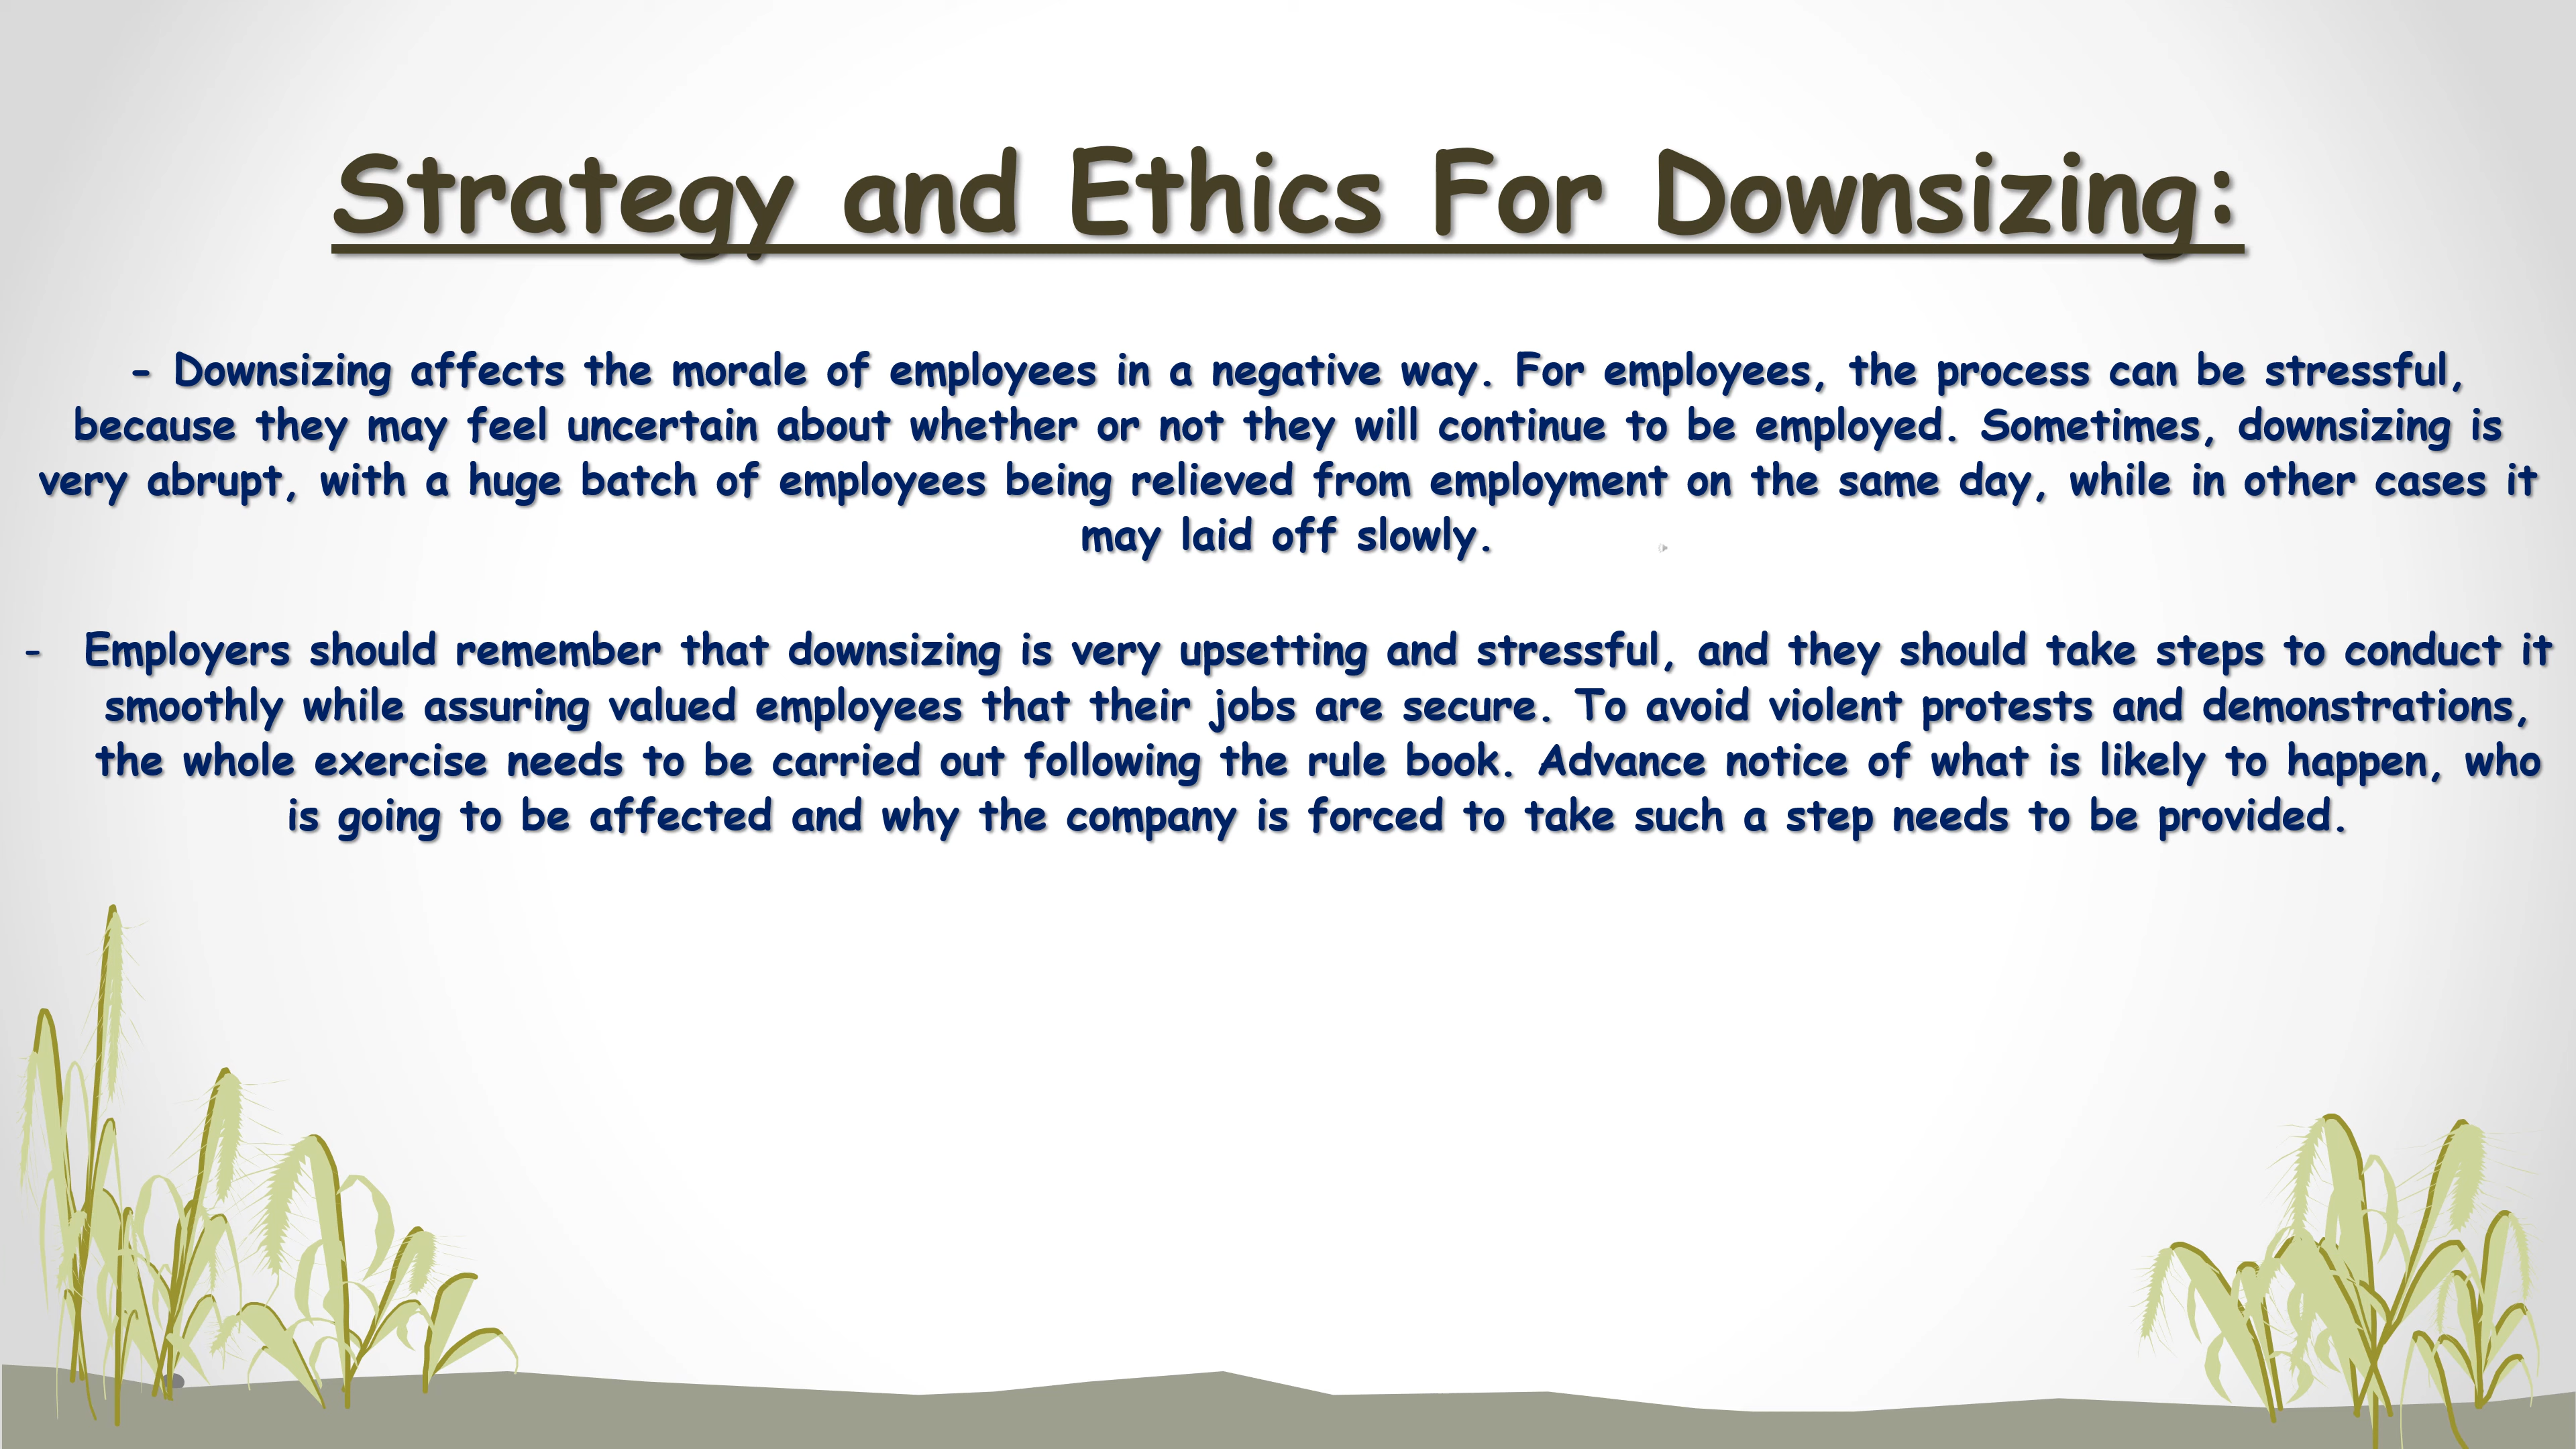 Strategy and Ethics For Downsizing:
- Downsizing affects the morale of employees in a negative way. For employees, the process can be stressful,
because they may feel uncertain about whether or not they will continue to be employed. Sometimes, downsizing is
very abrupt, with a huge batch of employees being relieved from employment on the same day, while in other cases it
may laid off slowly.
- Employers should remember that downsizing is very upsetting and stressful, and they should take steps to conduct it
smoothly while assuring valued employees that their jobs are secure. To avoid violent protests and demonstrations,
the whole exercise needs to be carried out following the rule book. Advance notice of what is likely to happen, who
is going to be affected and why the company is forced to take such a step needs to be provided.